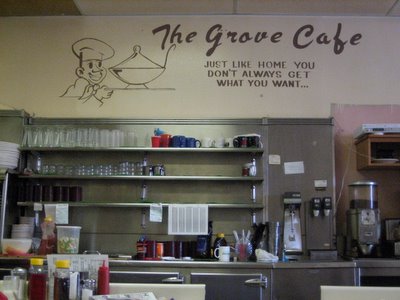 The Grove Cafe
JUST LIKE HOME YOU
DON'T ALWAYS GET
WHAT YOU WANT...